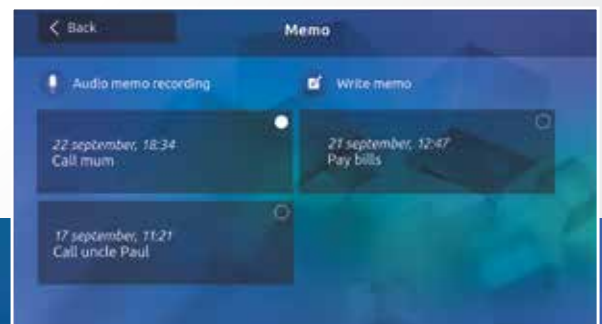 Back
Memo
Audio memo recording
Write memo
22 september, 18:34
Call mum
21 september, 12:47
Pay bills
17 september, 11:21
Call uncle Paul